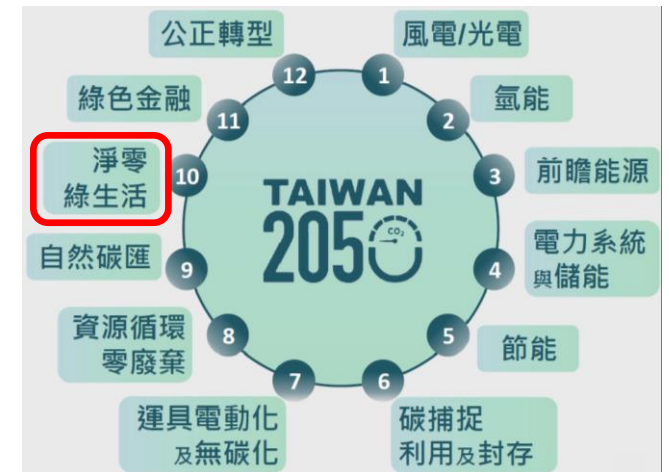 公正轉型
12
風電/光電
1
綠色金融
11
氫能
2
淨零
綠生活
10
前瞻能源
3
TAIWAN
2050
CO₂
自然碳匯
9
電力系統
與儲能
4
資源循環
零廢棄
8
節能
5
運具電動化
及無碳化
7
碳捕捉
利用及封存
6